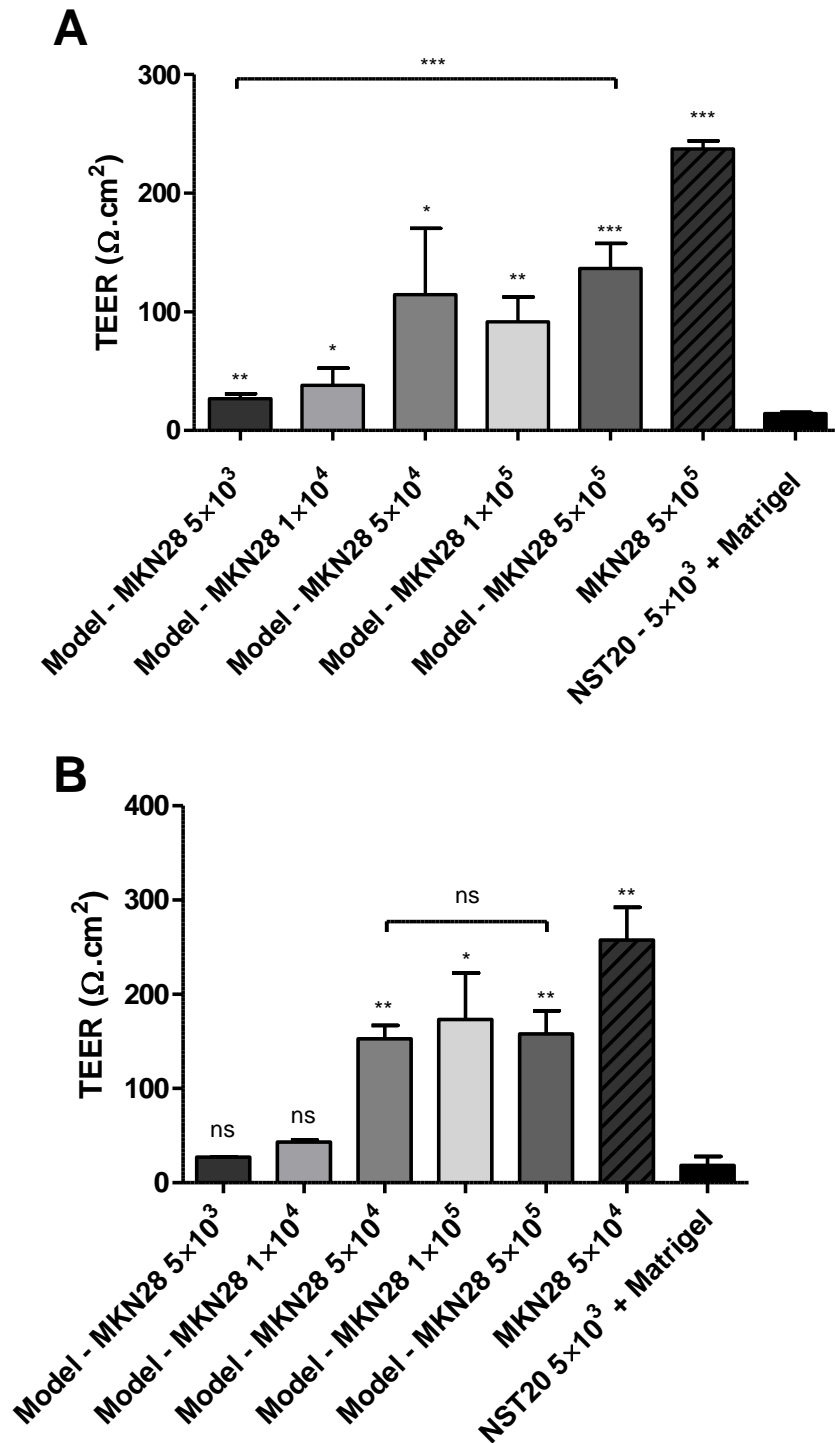 A
TEER (Ω.cm²)
300
200
100
0
***
**
*
*
**
***
***
Model - MKN28 5×10³
Model - MKN28 1×10⁴
Model - MKN28 5×10⁴
Model - MKN28 1×10⁵
Model - MKN28 5×10⁵
MKN28 5×10⁵
NST20 - 5×10³ + Matrigel
B
TEER (Ω.cm²)
400
300
200
100
0
ns
ns
ns
**
*
**
**
Model - MKN28 5×10³
Model - MKN28 1×10⁴
Model - MKN28 5×10⁴
Model - MKN28 1×10⁵
Model - MKN28 5×10⁵
MKN28 5×10⁴
NST20 5×10³ + Matrigel